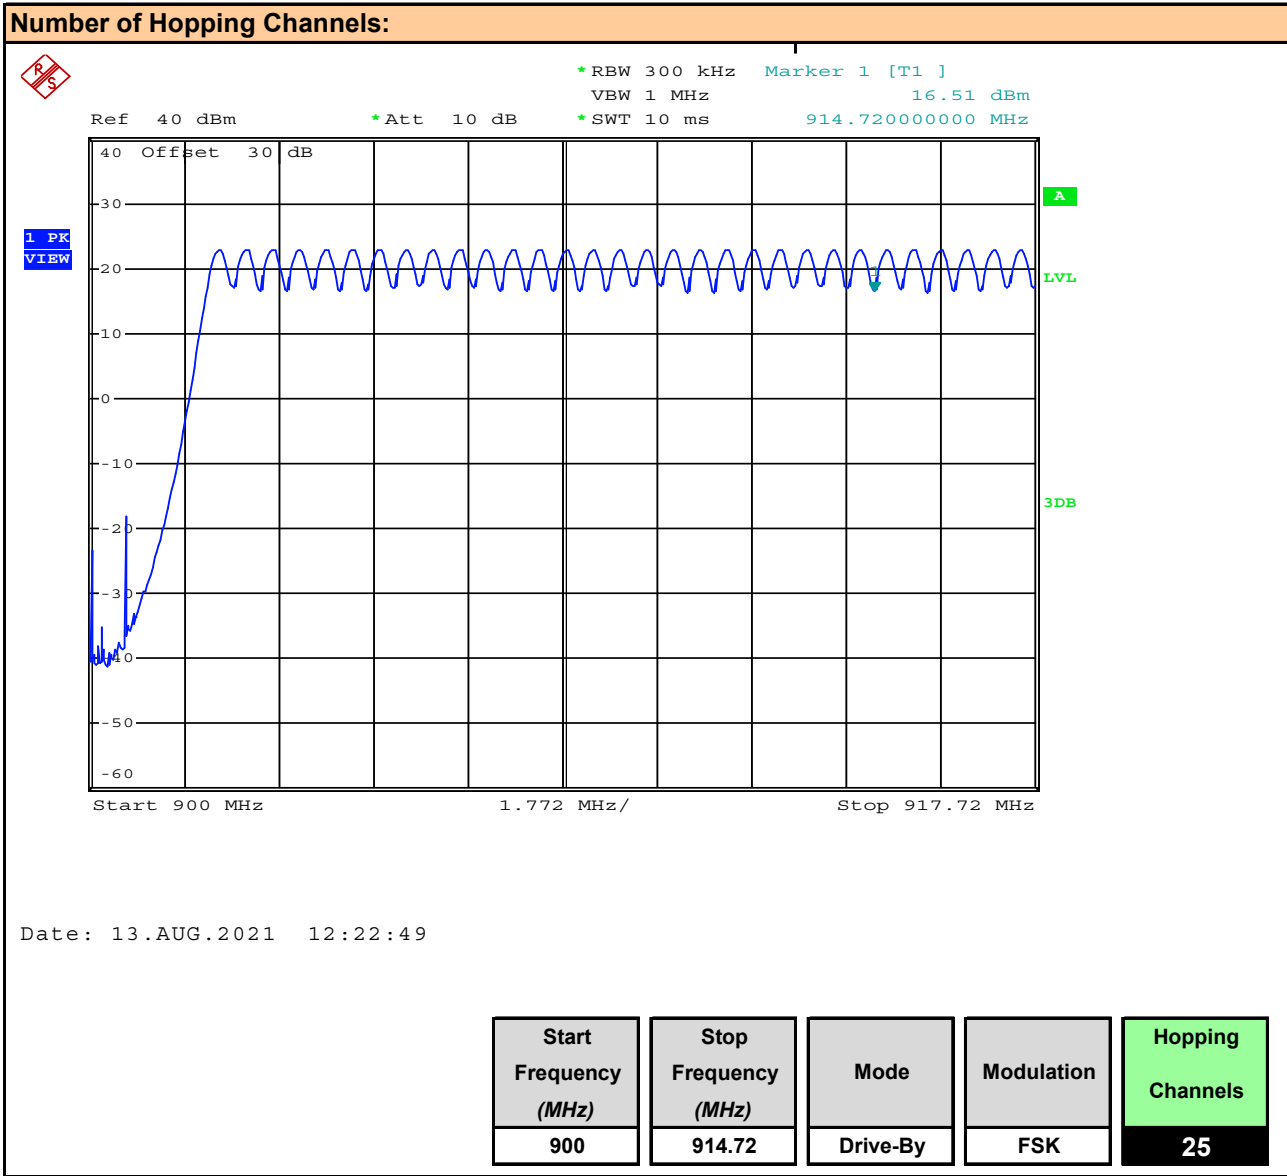 Number of Hopping Channels:
R S
* RBW 300 kHz Marker 1 [T1 ]
VBW 1 MHz 16.51 dBm
Ref 40 dBm * Att 10 dB * SWT 10 ms 914.720000000 MHz
40 Offset 30 dB
30
A
1 PK
VIEW
20
1
LVL
10
0
-10
3DB
-20
-30
-40
-50
-60
Start 900 MHz 1.772 MHz/ Stop 917.72 MHz
Date: 13.AUG.2021 12:22:49
Start Frequency (MHz) Stop Frequency (MHz) Mode Modulation Hopping Channels
900 914.72 Drive-By FSK 25